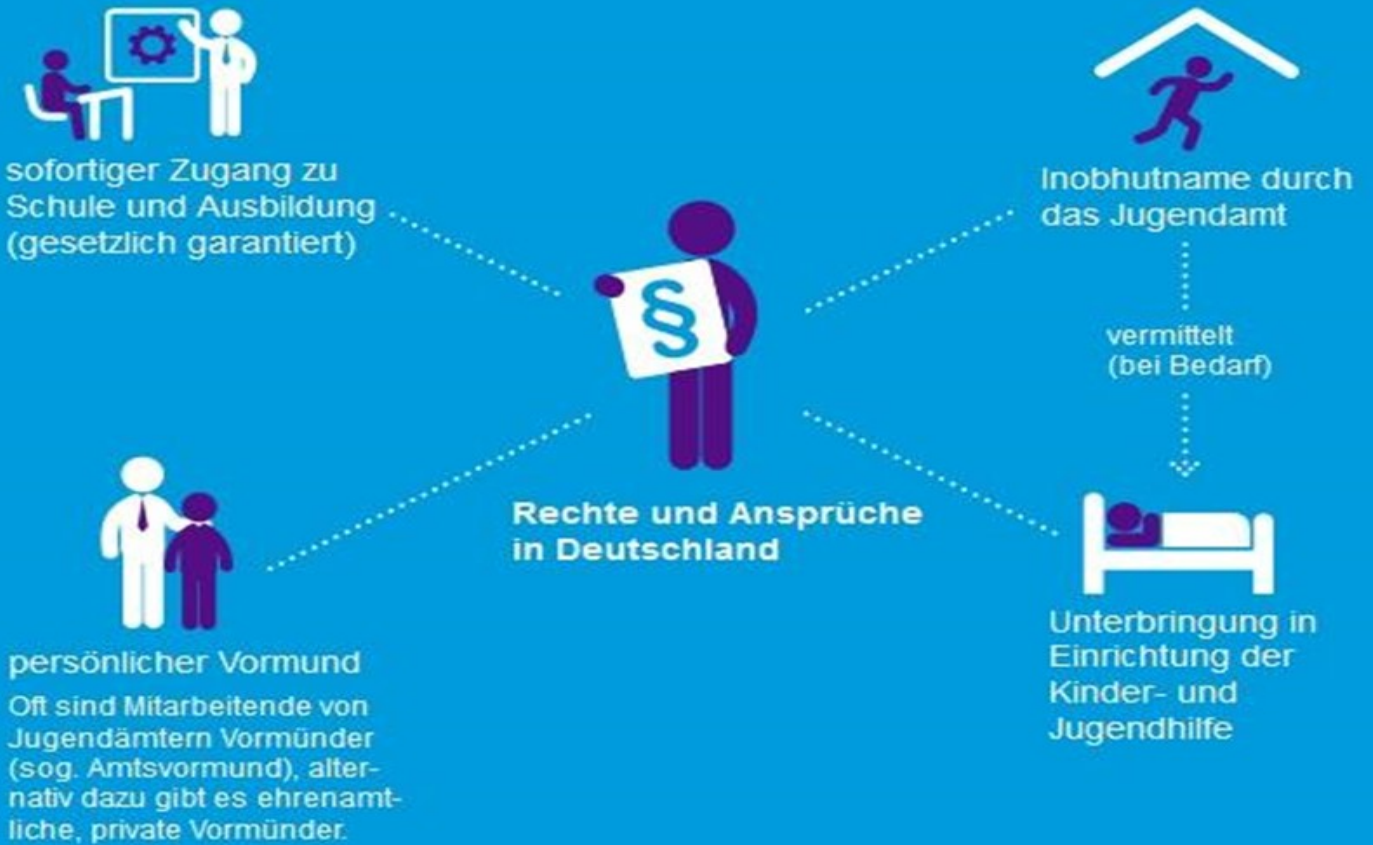 sofortiger Zugang zu
Schule und Ausbildung
(gesetzlich garantiert)
Inobhutname durch
das Jugendamt
vermittelt
(bei Bedarf)
§
Rechte und Ansprüche
in Deutschland
persönlicher Vormund
Oft sind Mitarbeitende von
Jugendämtern Vormünder
(sog. Amtsvormund), alter-
nativ dazu gibt es ehrenamt-
liche, private Vormünder.
Unterbringung in
Einrichtung der
Kinder- und
Jugendhilfe